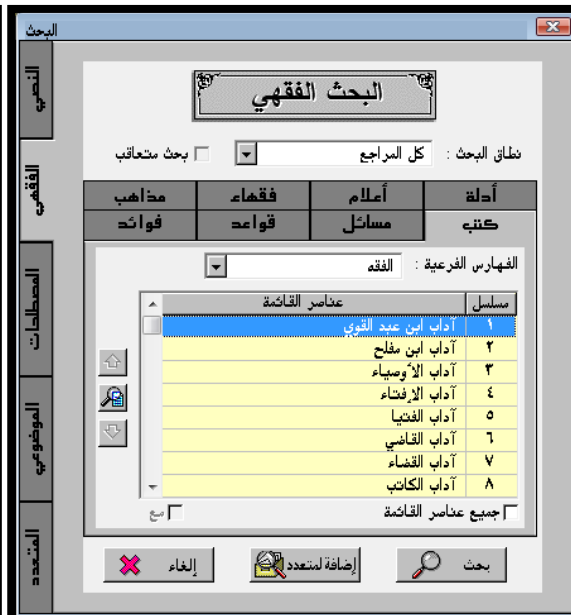 البحث
النصي
الفقهي
المصطلحات
الموضوعي
المتعدد
البحث الفقهي
نطاق البحث : كل المراجع بحث متعاقب
أدلة أعلام فقهاء مذاهب
كتب مسائل قواعد فوائد
الفهارس الفرعية : الفقه
مسلسل عناصر القائمة
١ آداب ابن عبد القوي
٢ آداب ابن مفلح
٣ آداب الأوصياء
٤ آداب الإفتاء
٥ آداب الفتيا
٦ آداب القاضي
٧ آداب القضاء
٨ آداب الكاتب
جميع عناصر القائمة مع
بحث إضافة لمتعدد إلغاء